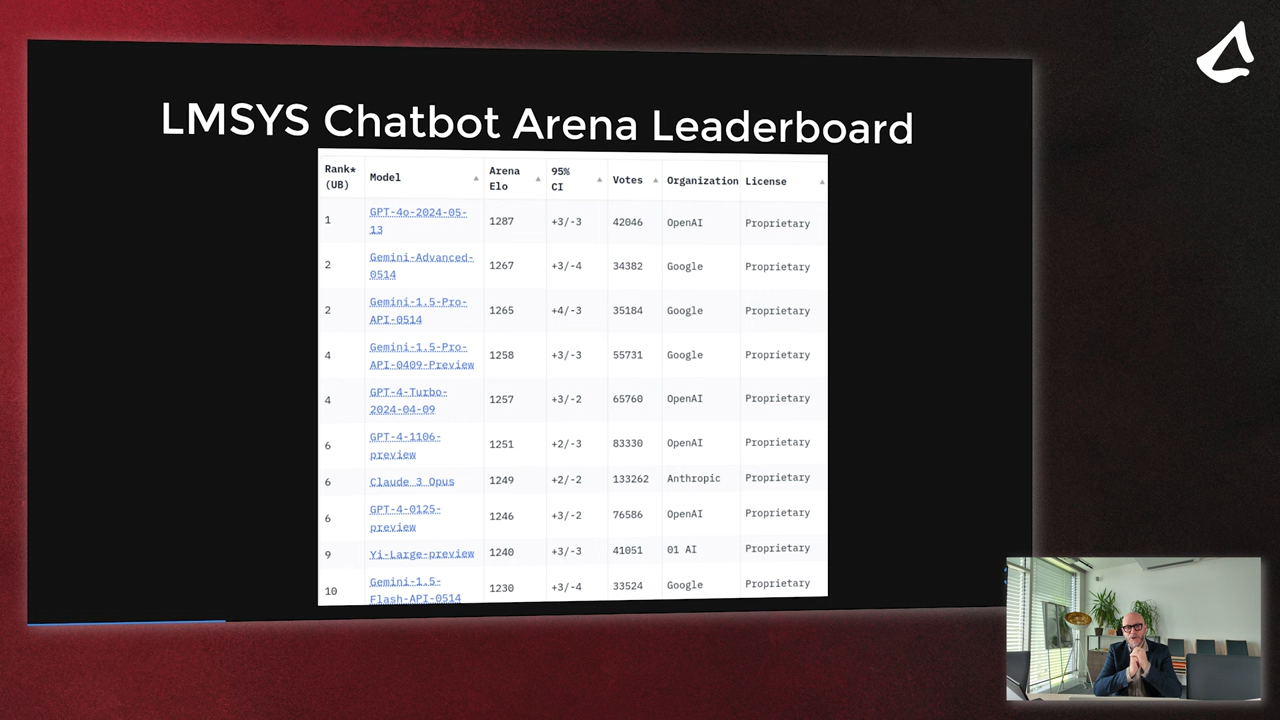 LMSYS Chatbot Arena Leaderboard
Rank* (UB) Model Arena Elo 95% CI Votes Organization License
1 GPT-4o-2024-05-13 1287 +3/-3 42046 OpenAI Proprietary
2 Gemini-Advanced-0514 1267 +3/-4 34382 Google Proprietary
2 Gemini-1.5-Pro-API-0514 1265 +4/-3 35184 Google Proprietary
4 Gemini-1.5-Pro-API-0409-Preview 1258 +3/-3 55731 Google Proprietary
4 GPT-4-Turbo-2024-04-09 1257 +3/-2 65760 OpenAI Proprietary
6 GPT-4-1106-preview 1251 +2/-3 83330 OpenAI Proprietary
6 Claude 3 Opus 1249 +2/-2 133262 Anthropic Proprietary
6 GPT-4-0125-preview 1246 +3/-2 76586 OpenAI Proprietary
9 Yi-Large-preview 1240 +3/-3 41051 01 AI Proprietary
10 Gemini-1.5-Flash-API-0514 1230 +3/-4 33524 Google Proprietary